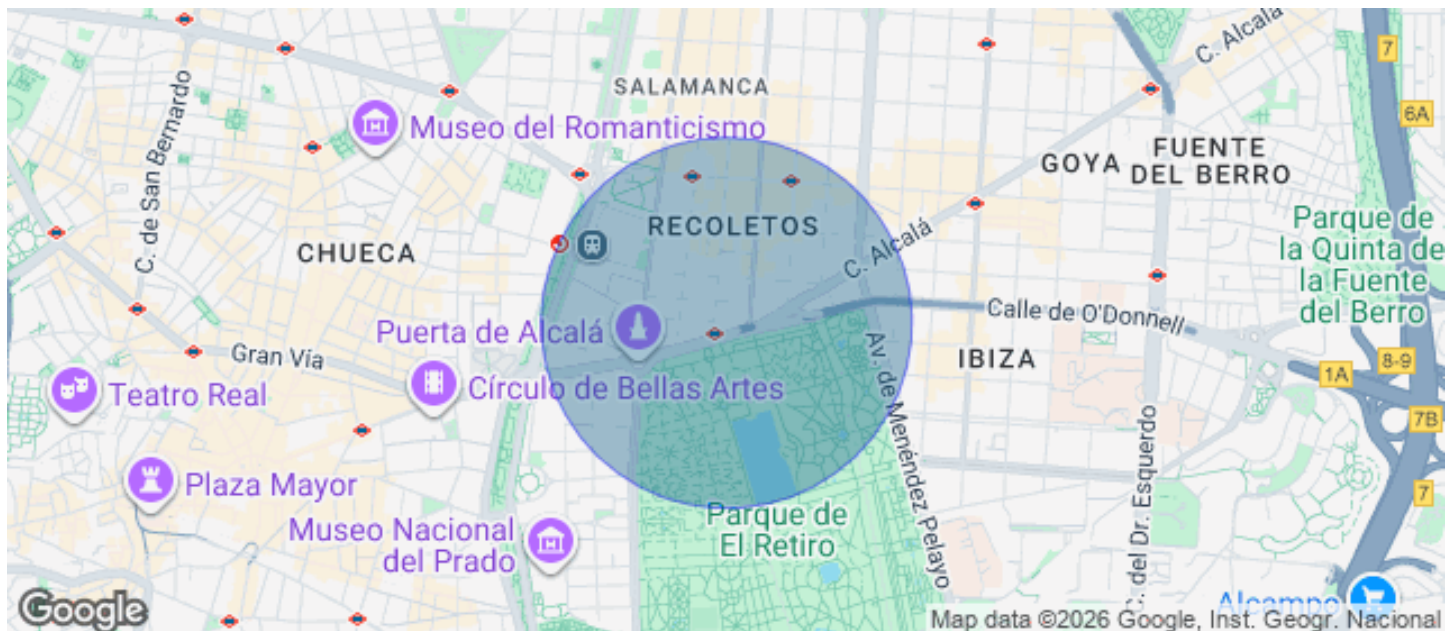 C. de San Bernardo
SALAMANCA
C. Alcalá
7
6A
Museo del Romanticismo
GOYA
FUENTE
DEL BERRO
RECOLETOS
CHUECA
C. Alcalá
Parque de
la Quinta de
la Fuente
del Berro
Puerta de Alcalá
Calle de O'Donnell
Gran Vía
IBIZA
8-9
1A
Teatro Real
Círculo de Bellas Artes
Av. de Menéndez Pelayo
7B
Plaza Mayor
C. del Dr. Esquerdo
7
Museo Nacional
del Prado
Parque de
El Retiro
Alcampo
Google
Map data ©2026 Google, Inst. Geogr. Nacional